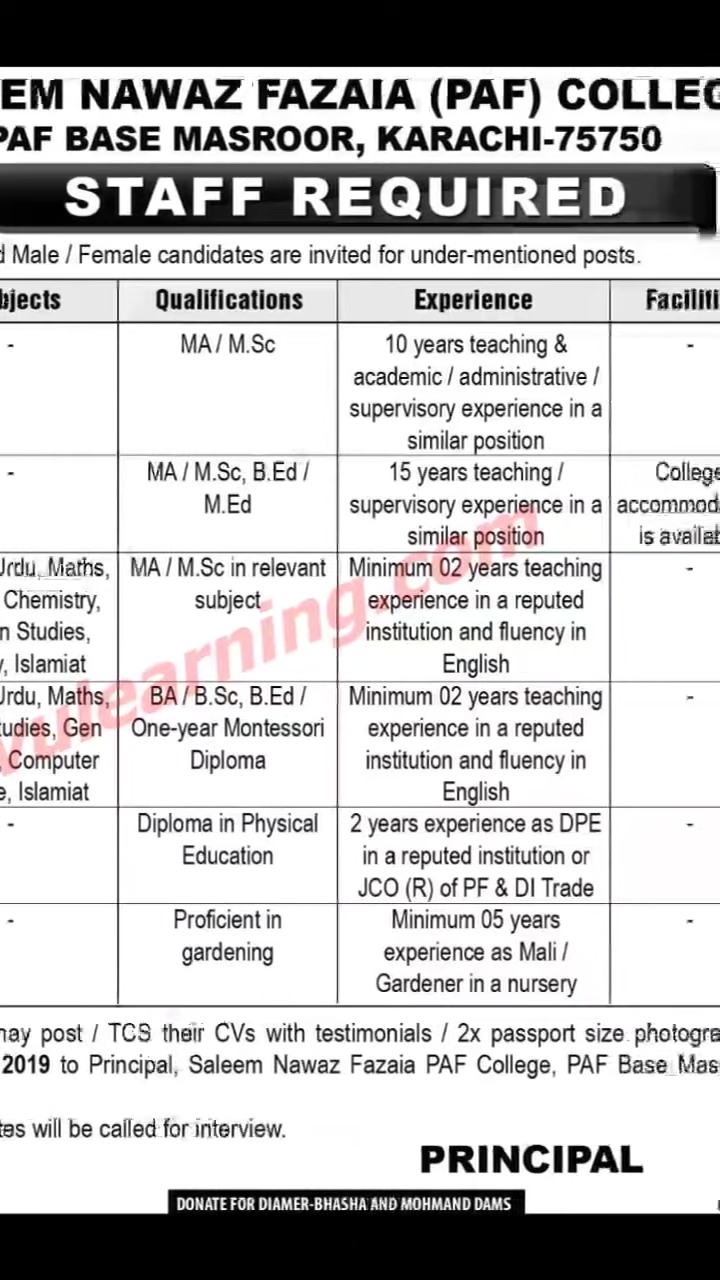 EEM NAWAZ FAZAIA (PAF) COLLEG
PAF BASE MASROOR, KARACHI-75750
STAFF REQUIRED
d Male / Female candidates are invited for under-mentioned posts.
bjects Qualifications Experience Faciliti
- MA / M.Sc 10 years teaching & -
academic / administrative /
supervisory experience in a
similar position
- MA / M.Sc, B.Ed / 15 years teaching / College
M.Ed supervisory experience in a accommod
similar position is availab
Urdu, Maths, MA / M.Sc in relevant Minimum 02 years teaching -
Chemistry, subject experience in a reputed
n Studies, institution and fluency in
, Islamiat English
Urdu, Maths, BA / B.Sc, B.Ed / Minimum 02 years teaching -
tudies, Gen One-year Montessori experience in a reputed
, Computer Diploma institution and fluency in
e, Islamiat English
- Diploma in Physical 2 years experience as DPE -
Education in a reputed institution or
JCO (R) of PF & DI Trade
- Proficient in Minimum 05 years -
gardening experience as Mali /
Gardener in a nursery
vulearning.com
may post / TCS their CVs with testimonials / 2x passport size photogra
2019 to Principal, Saleem Nawaz Fazaia PAF College, PAF Base Mas
tes will be called for interview.
PRINCIPAL
DONATE FOR DIAMER-BHASHA AND MOHMAND DAMS